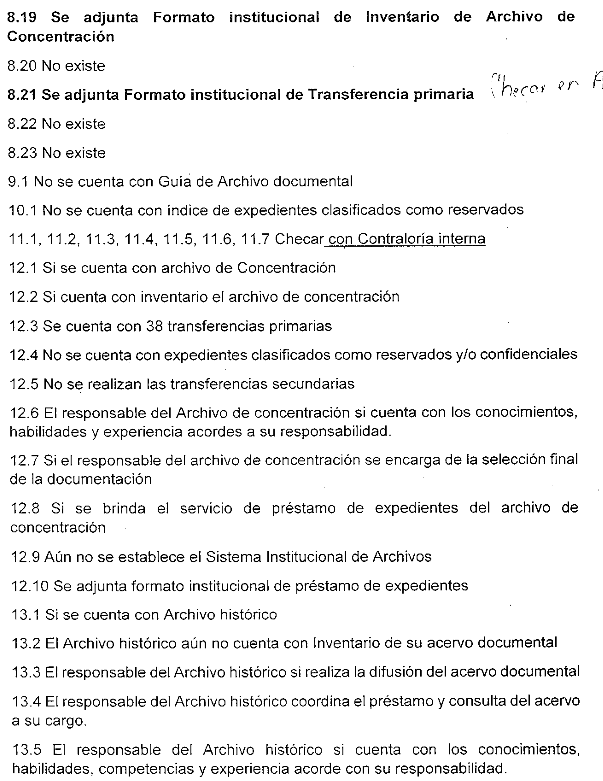 8.19 Se adjunta Formato institucional de Inventario de Archivo de
Concentración
8.20 No existe
8.21 Se adjunta Formato institucional de Transferencia primaria Checar en
8.22 No existe
8.23 No existe
9.1 No se cuenta con Guia de Archivo documental
10.1 No se cuenta con indice de expedientes clasificados como reservados
11.1, 11.2, 11.3, 11.4, 11.5, 11.6, 11.7 Checar con Contraloría interna
12.1 Si se cuenta con archivo de Concentración
12.2 Si cuenta con inventario el archivo de concentración
12.3 Se cuenta con 38 transferencias primarias
12.4 No se cuenta con expedientes clasificados como reservados y/o confidenciales
12.5 No se realizan las transferencias secundarias
12.6 El responsable del Archivo de concentración si cuenta con los conocimientos,
habilidades y experiencia acordes a su responsabilidad.
12.7 Si el responsable del archivo de concentración se encarga de la selección final
de la documentación
12.8 Si se brinda el servicio de préstamo de expedientes del archivo de
concentración
12.9 Aún no se establece el Sistema Institucional de Archivos
12.10 Se adjunta formato institucional de préstamo de expedientes
13.1 Si se cuenta con Archivo histórico
13.2 El Archivo histórico aún no cuenta con Inventario de su acervo documental
13.3 El responsable del Archivo histórico si realiza la difusión del acervo documental
13.4 El responsable del Archivo histórico coordina el préstamo y consulta del acervo
a su cargo.
13.5 El responsable del Archivo histórico si cuenta con los conocimientos,
habilidades, competencias y experiencia acorde con su responsabilidad.